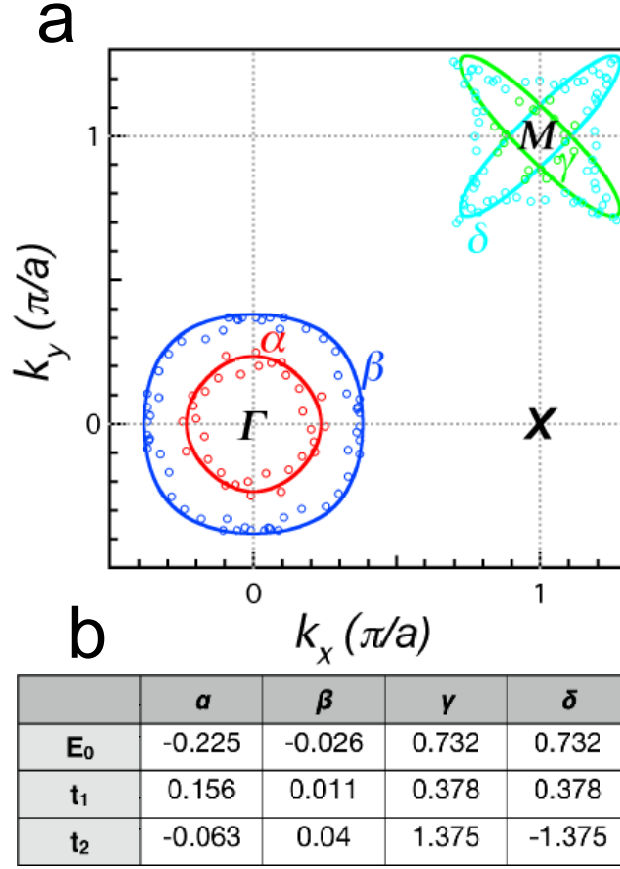 a
1
M
γ
δ
k_y (π/a)
α
β
Γ
X
0
0
1
k_x (π/a)
b
α β γ δ
E₀ -0.225 -0.026 0.732 0.732
t₁ 0.156 0.011 0.378 0.378
t₂ -0.063 0.04 1.375 -1.375